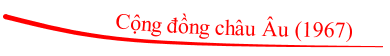 Cộng đồng châu Âu (1967)